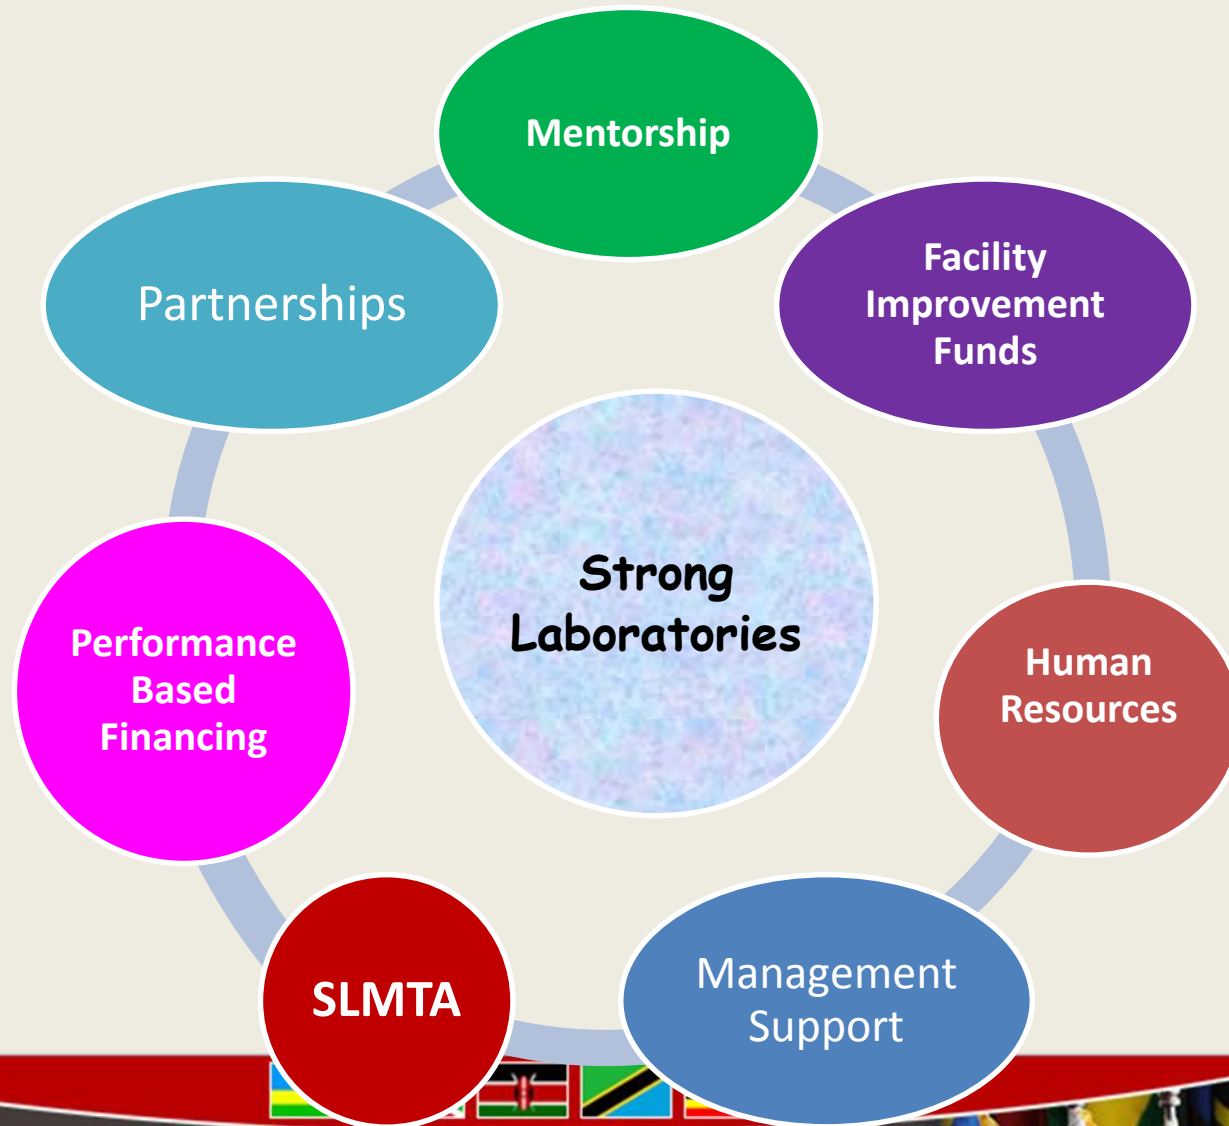 Mentorship
Facility
Improvement
Funds
Partnerships
Strong
Laboratories
Performance
Based
Financing
Human
Resources
Management
Support
SLMTA